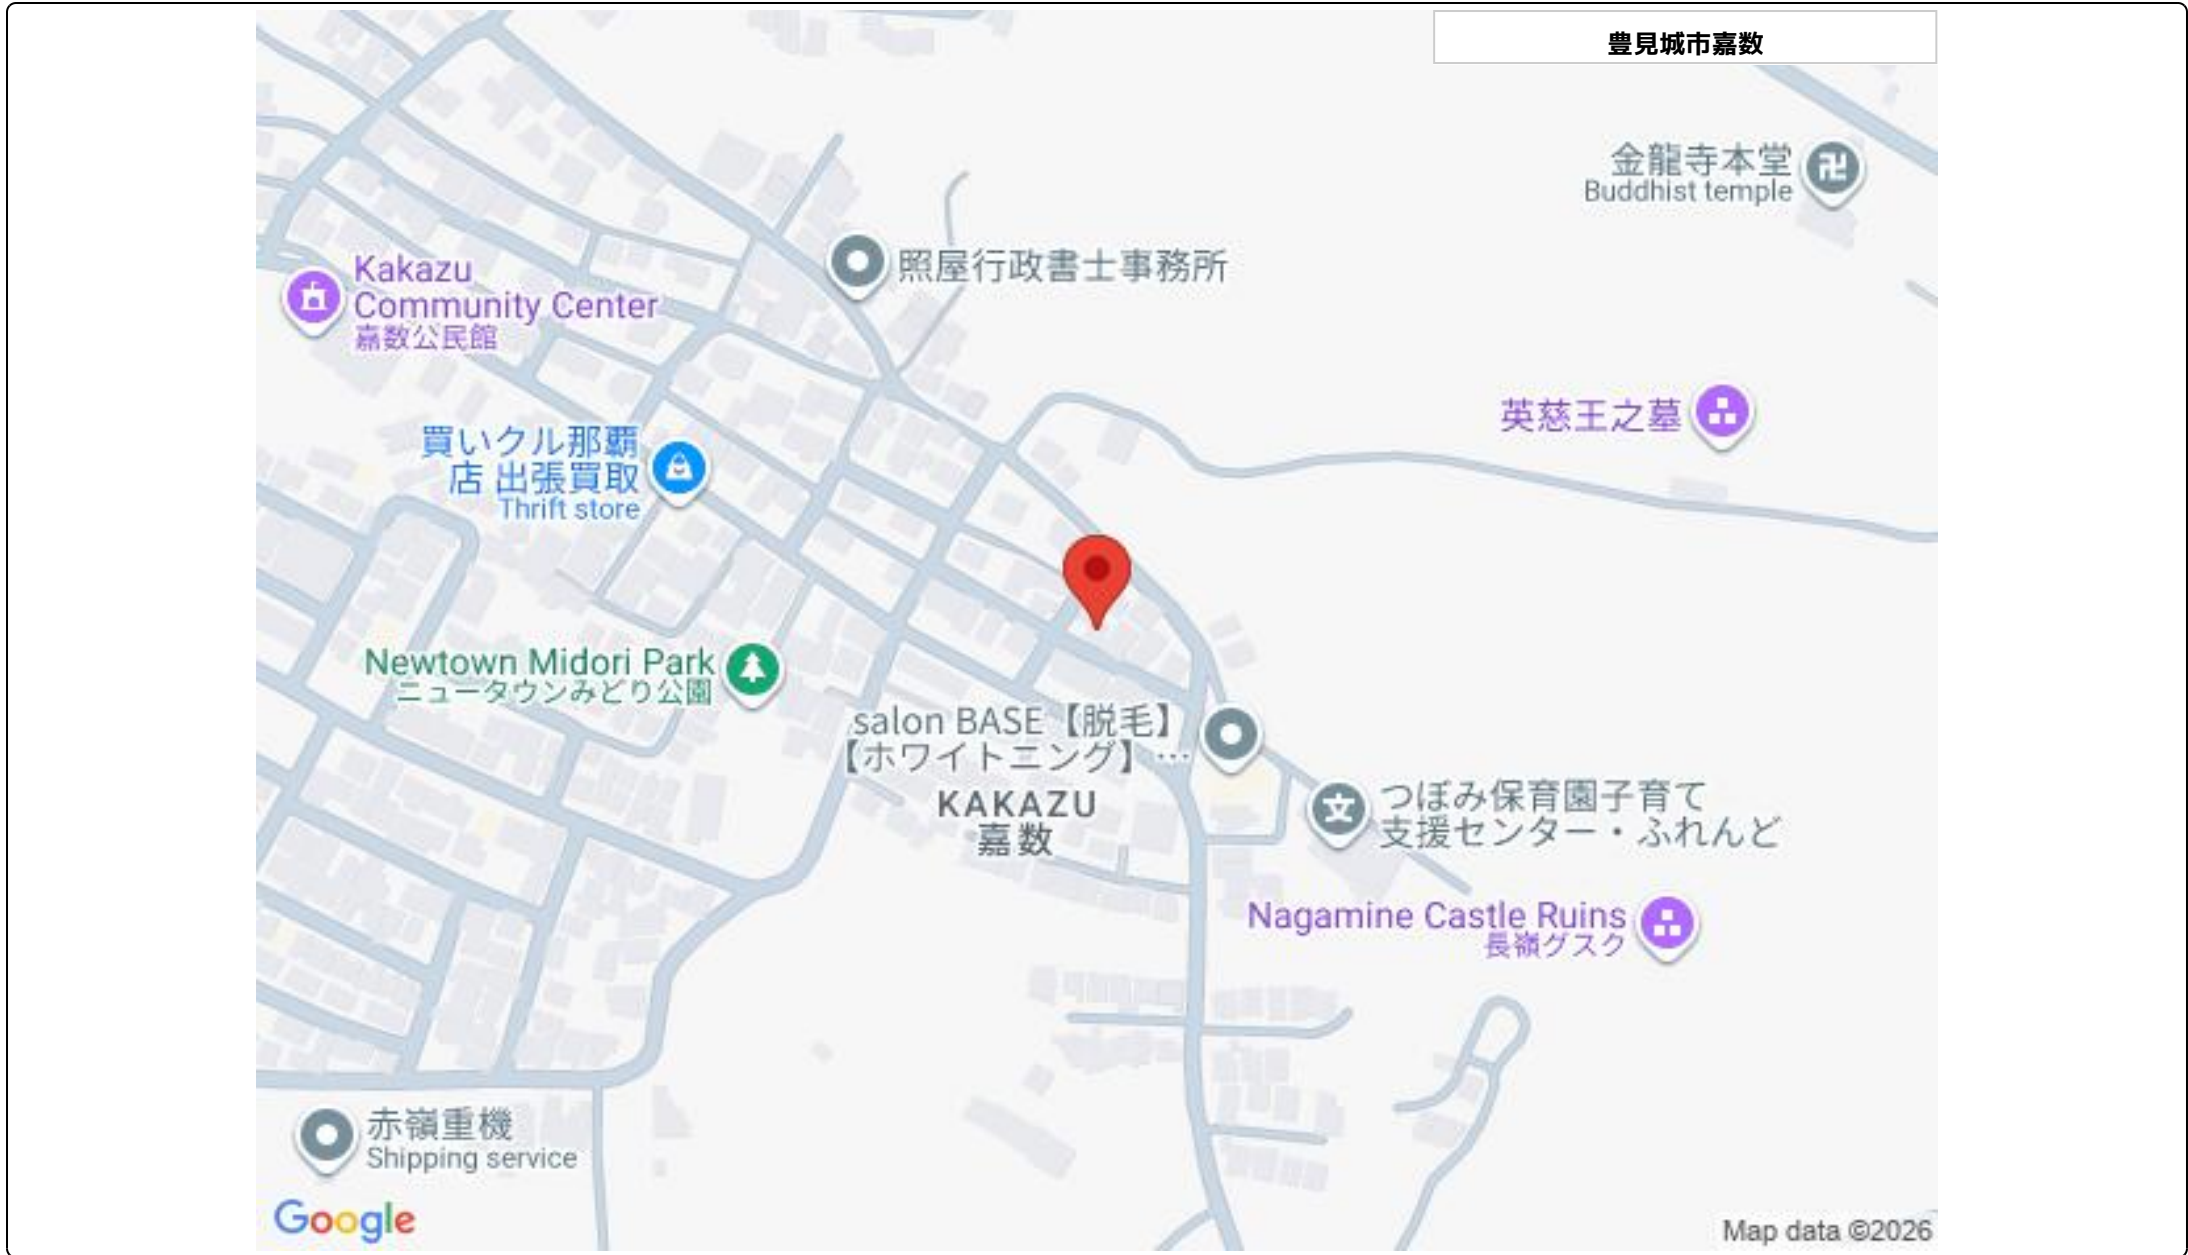 豊見城市嘉数
金龍寺本堂
Buddhist temple
照屋行政書士事務所
Kakazu
Community Center
嘉数公民館
英慈王之墓
買いクル那覇
店 出張買取
Thrift store
Newtown Midori Park
ニュータウンみどり公園
salon BASE【脱毛】
【ホワイトニング】…
KAKAZU
嘉数
文
つぼみ保育園子育て
支援センター・ふれんど
Nagamine Castle Ruins
長嶺グスク
赤嶺重機
Shipping service
Google
Map data ©2026